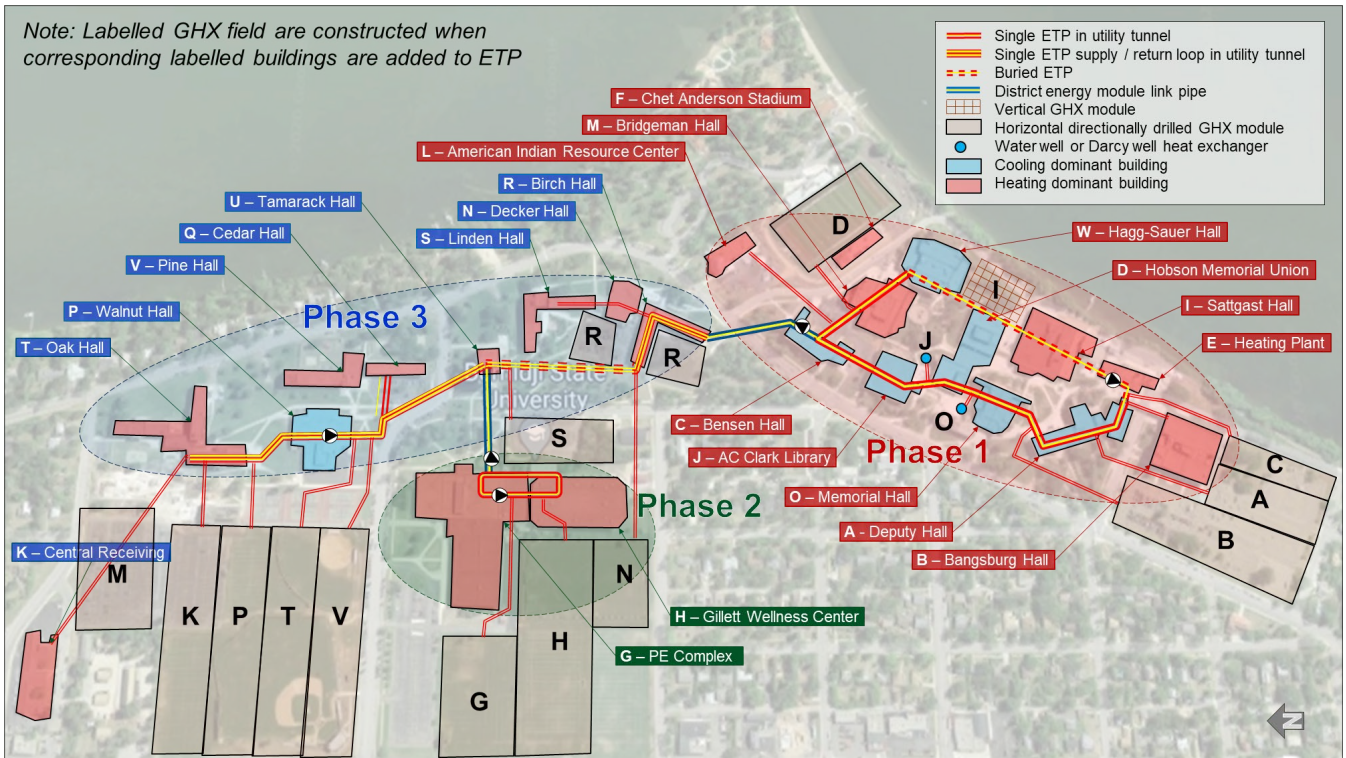 Note: Labelled GHX field are constructed when
corresponding labelled buildings are added to ETP
Single ETP in utility tunnel
Single ETP supply / return loop in utility tunnel
Buried ETP
District energy module link pipe
Vertical GHX module
Horizontal directionally drilled GHX module
Water well or Darcy well heat exchanger
Cooling dominant building
Heating dominant building
F – Chet Anderson Stadium
M – Bridgeman Hall
L – American Indian Resource Center
R – Birch Hall
U – Tamarack Hall
N – Decker Hall
Q – Cedar Hall
S – Linden Hall
V – Pine Hall
P – Walnut Hall
T – Oak Hall
W – Hagg-Sauer Hall
D – Hobson Memorial Union
I – Sattgast Hall
E – Heating Plant
D
I
Phase 3
R
R
J
O
State
University
C – Bensen Hall
J – AC Clark Library
Phase 1
O – Memorial Hall
A - Deputy Hall
B – Bangsburg Hall
C
A
B
S
Phase 2
K – Central Receiving
M
K
P
T
V
N
H
G
H – Gillett Wellness Center
G – PE Complex
N